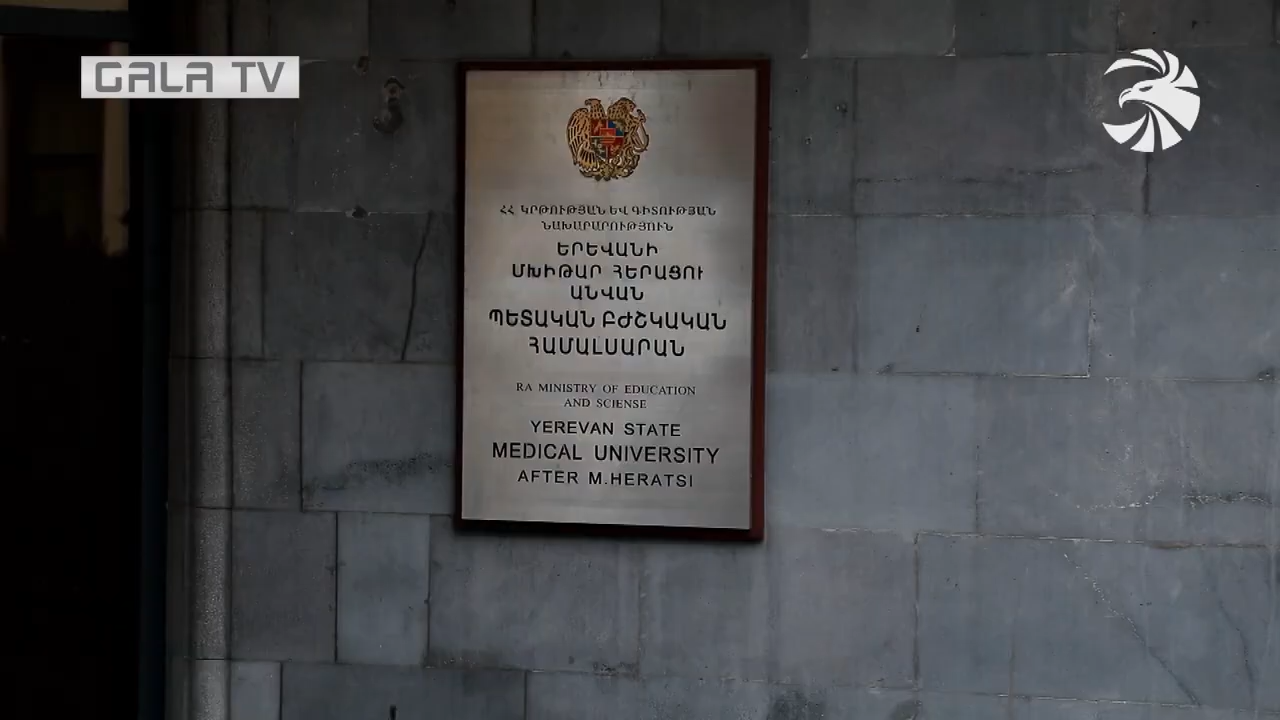 GALA TV
ՀՀ ԿՐԹՈՒԹՅԱՆ ԵՎ ԳԻՏՈՒԹՅԱՆ
ՆԱԽԱՐԱՐՈՒԹՅՈՒՆ
ԵՐԵՎԱՆԻ
ՄԽԻԹԱՐ ՀԵՐԱՑՈՒ
ԱՆՎԱՆ
ՊԵՏԱԿԱՆ ԲԺՇԿԱԿԱՆ
ՀԱՄԱԼՍԱՐԱՆ
RA MINISTRY OF EDUCATION
AND SCIENSE
YEREVAN STATE
MEDICAL UNIVERSITY
AFTER M.HERATSI